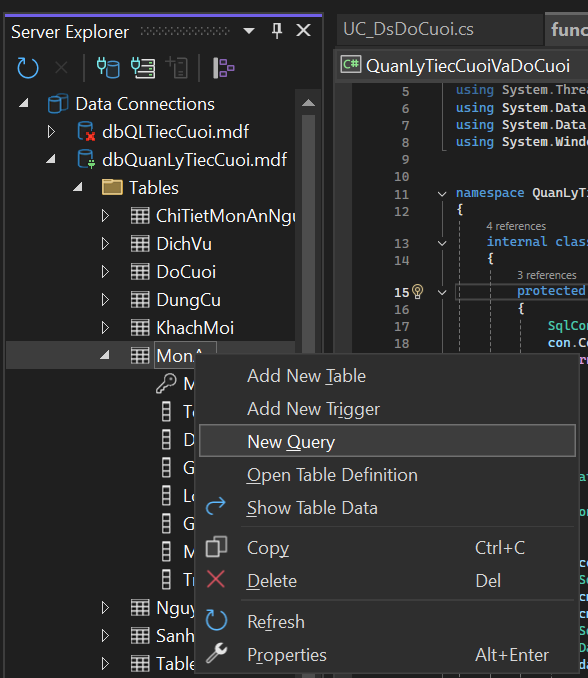 Server Explorer
Data Connections
dbQLTiecCuoi.mdf
dbQuanLyTiecCuoi.mdf
Tables
ChiTietMonAnNgu
DichVu
DoCuoi
DungCu
KhachMoi
MonA
M
T
D
G
L
G
M
T
Nguy
Sanh
Table
Add New Table
Add New Trigger
New Query
Open Table Definition
Show Table Data
Copy Ctrl+C
Delete Del
Refresh
Properties Alt+Enter
UC_DsDoCuoi.cs func
C# QuanLyTiecCuoiVaDoCuoi
5 using System.Threa
6 using System.Data
7 using System.Data
8 using System.Windo
9
10
11 namespace QuanLyTi
12 {
4 references
13 internal class
14 {
3 references
15 protected
16 {
17 SqlCon
18 con.Co